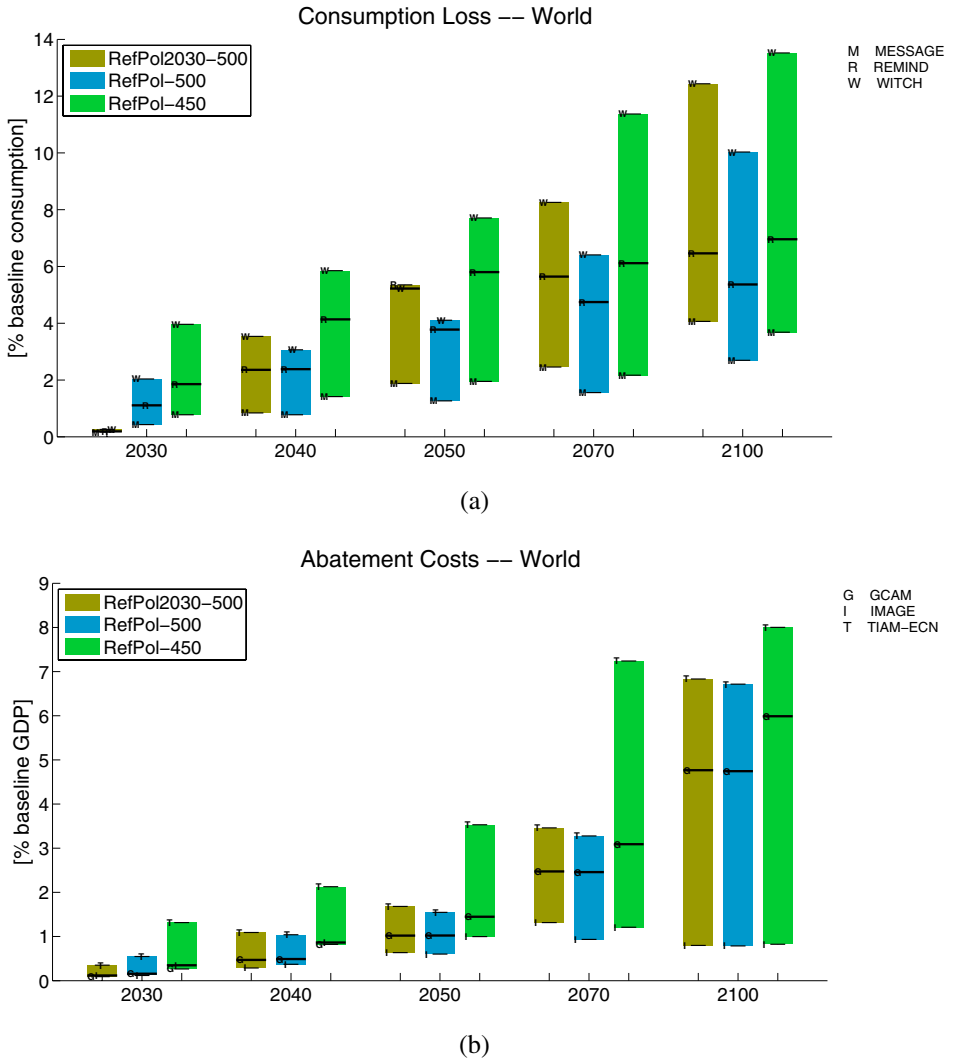 Consumption Loss −− World
14
12
10
8
6
4
2
0
[% baseline consumption]
RefPol2030−500
RefPol−500
RefPol−450
M MESSAGE
R REMIND
W WITCH
2030
2040
2050
2070
2100
(a)
Abatement Costs −− World
9
8
7
6
5
4
3
2
1
0
[% baseline GDP]
RefPol2030−500
RefPol−500
RefPol−450
G GCAM
I IMAGE
T TIAM−ECN
2030
2040
2050
2070
2100
(b)